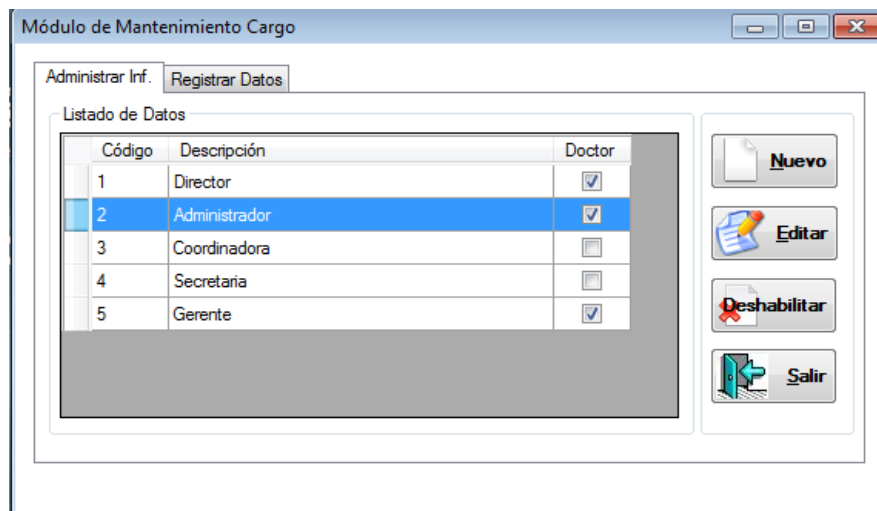 Módulo de Mantenimiento Cargo
Administrar Inf. Registrar Datos
Listado de Datos
Código Descripción Doctor
1 Director
2 Administrador
3 Coordinadora
4 Secretaria
5 Gerente
Nuevo
Editar
Deshabilitar
Salir